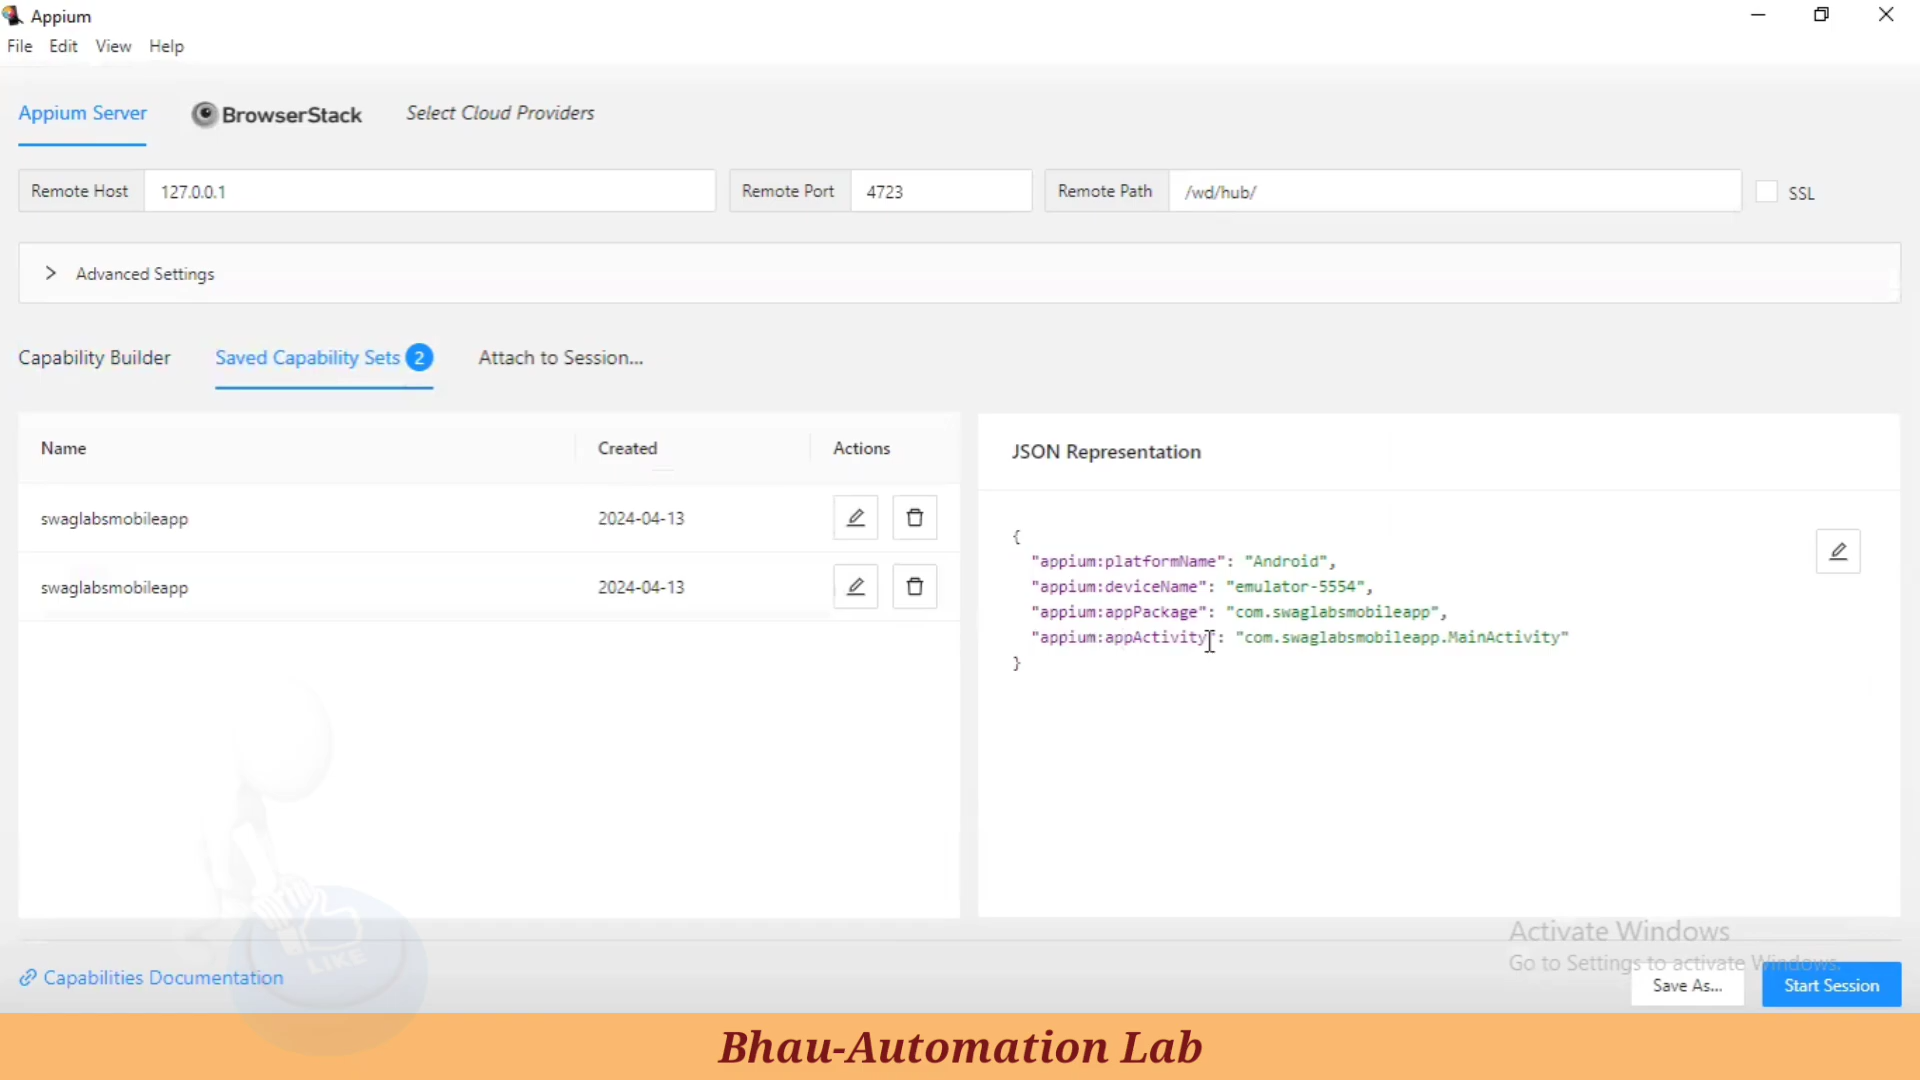 Appium
File Edit View Help
Appium Server BrowserStack Select Cloud Providers
Remote Host 127.0.0.1 Remote Port 4723 Remote Path /wd/hub/ SSL
Advanced Settings
Capability Builder Saved Capability Sets 2 Attach to Session...
Name Created Actions
JSON Representation
swaglabsmobileapp 2024-04-13
swaglabsmobileapp 2024-04-13
{
"appium:platformName": "Android",
"appium:deviceName": "emulator-5554",
"appium:appPackage": "com.swaglabsmobileapp",
"appium:appActivity": "com.swaglabsmobileapp.MainActivity"
}
LIKE
Activate Windows
Go to Settings to activate Windows.
Capabilities Documentation
Save As... Start Session
Bhau-Automation Lab